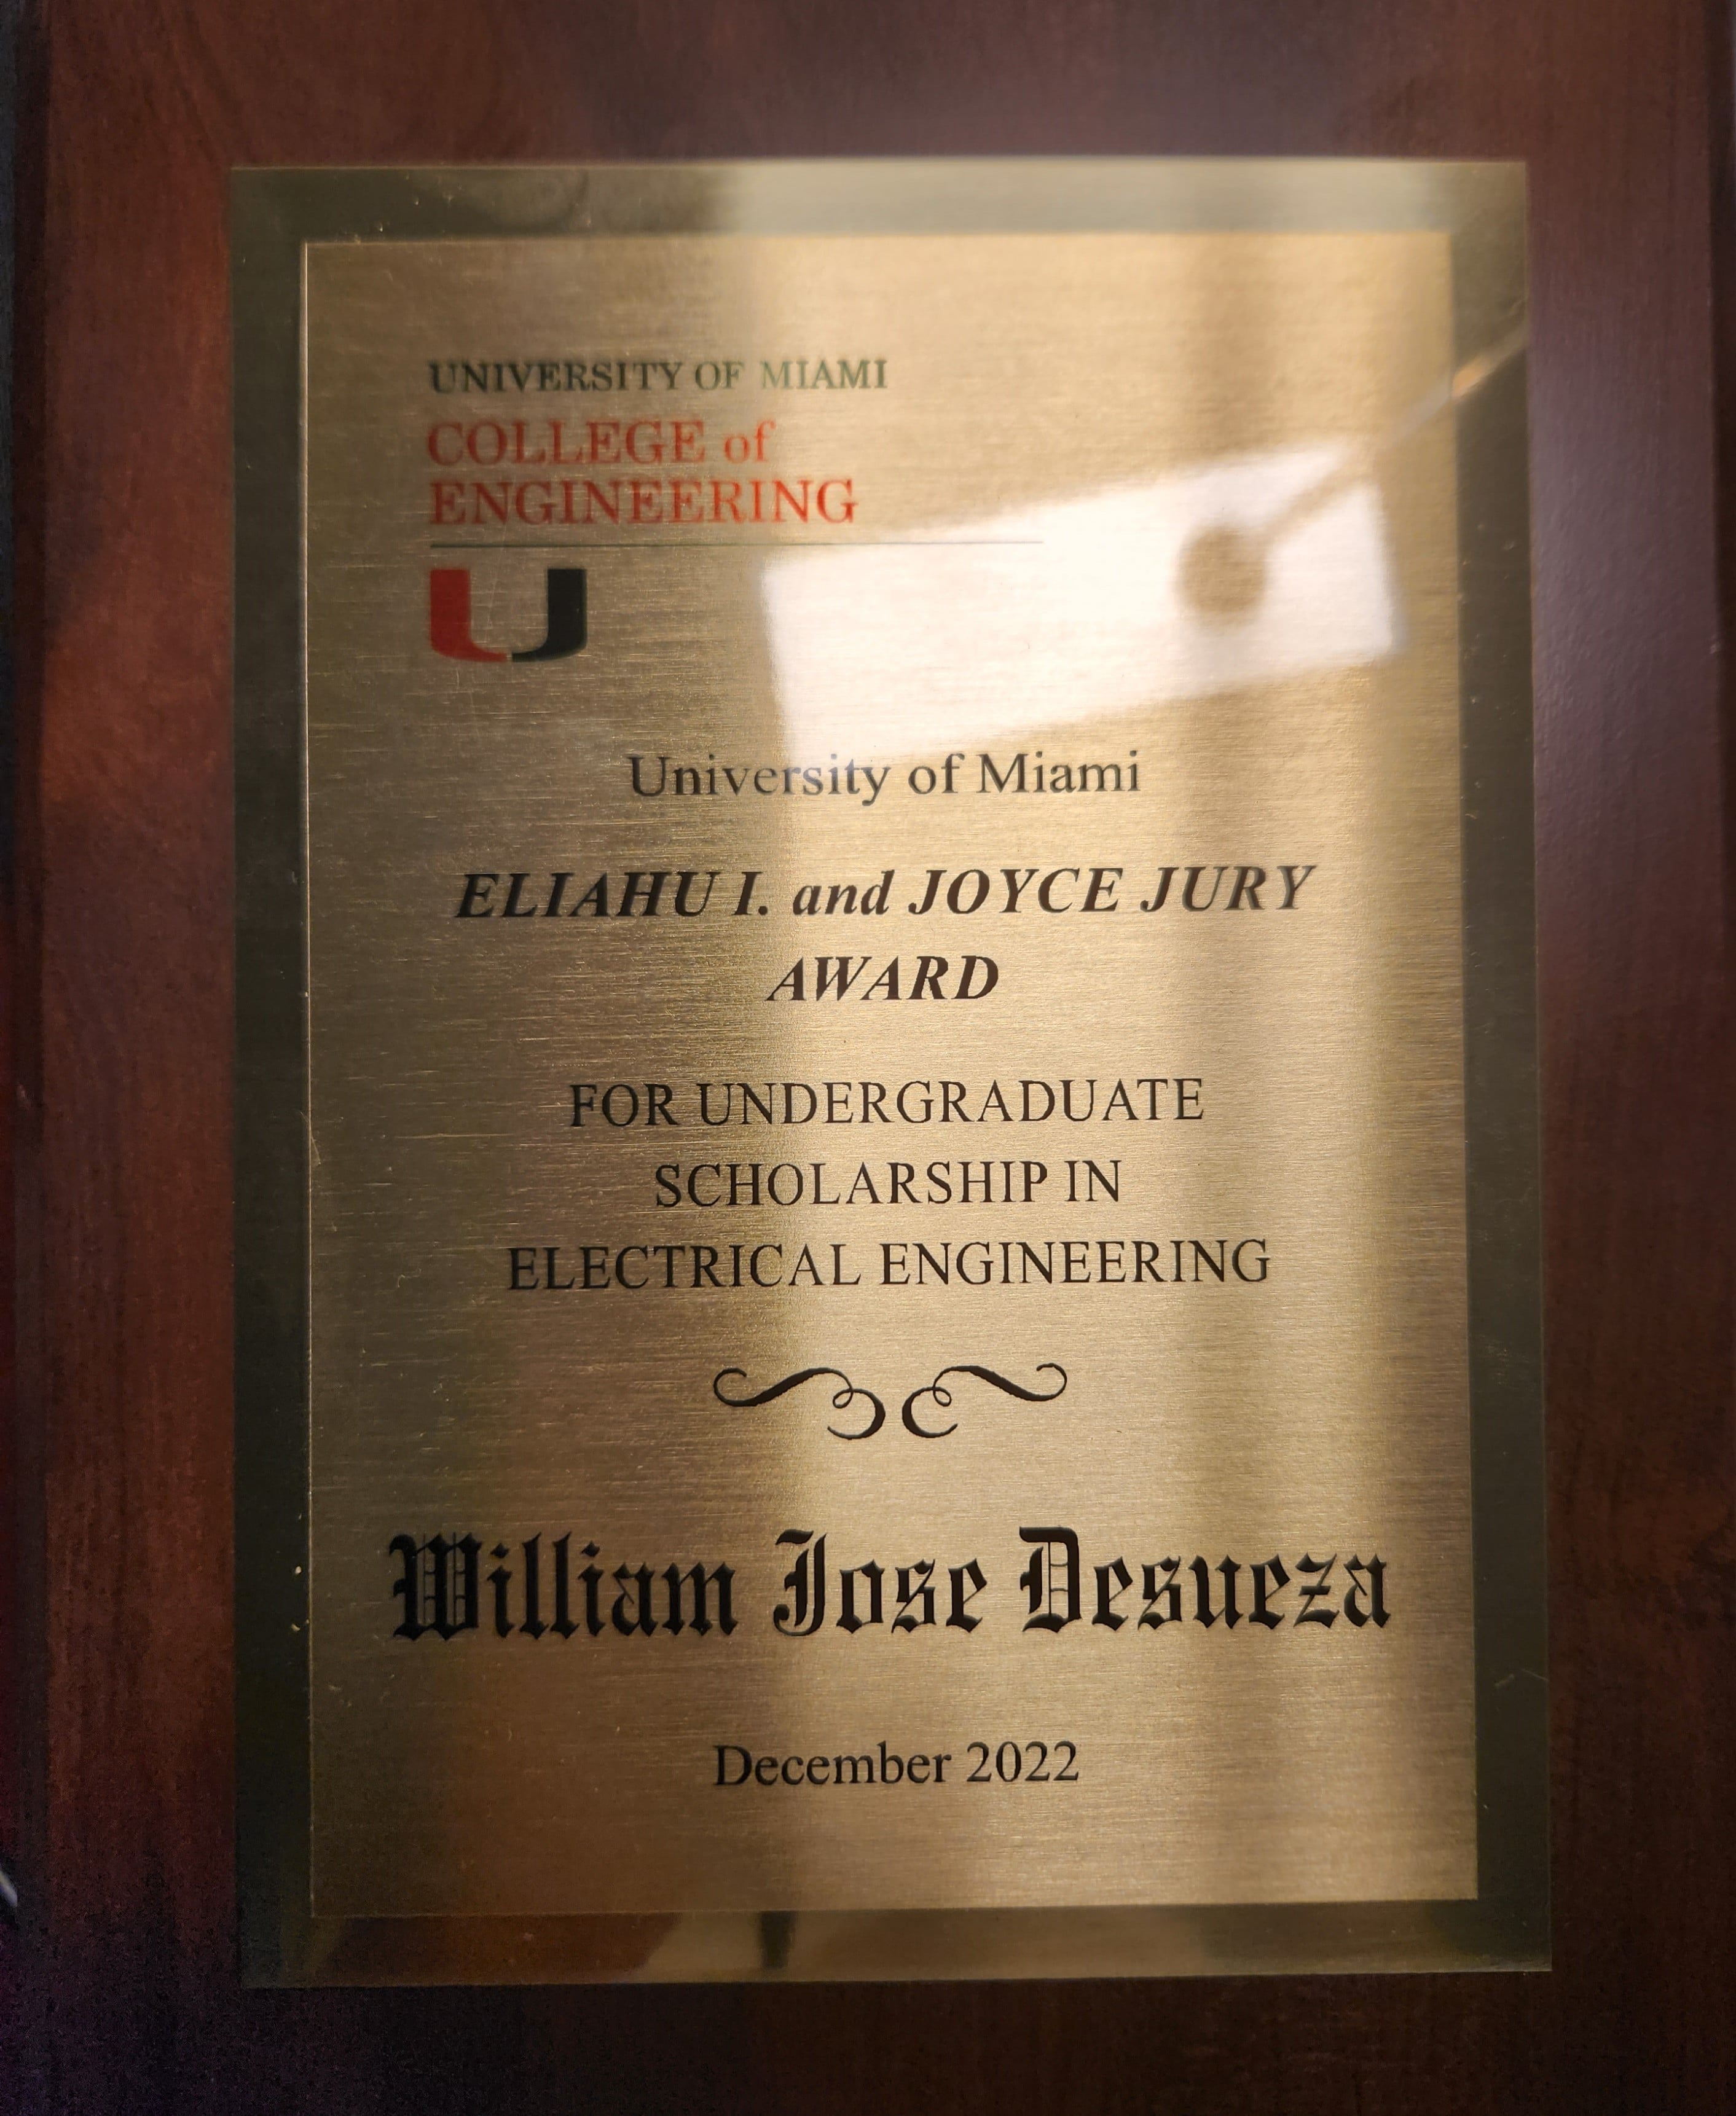 UNIVERSITY OF MIAMI
COLLEGE of
ENGINEERING
U
University of Miami
ELIAHU I. and JOYCE JURY
AWARD
FOR UNDERGRADUATE
SCHOLARSHIP IN
ELECTRICAL ENGINEERING
William Jose Desueza
December 2022